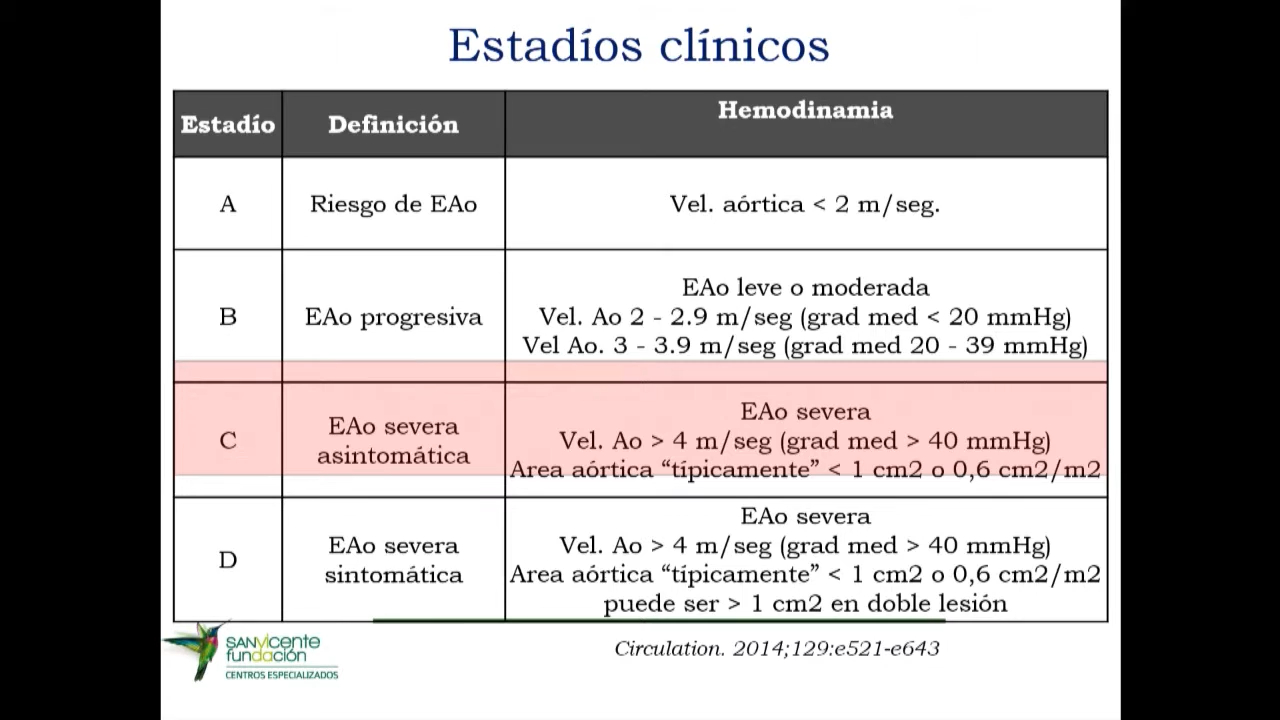 Estadíos clínicos
Estadío
Definición
Hemodinamia
A
Riesgo de EAo
Vel. aórtica < 2 m/seg.
B
EAo progresiva
EAo leve o moderada
Vel. Ao 2 - 2.9 m/seg (grad med < 20 mmHg)
Vel Ao. 3 - 3.9 m/seg (grad med 20 - 39 mmHg)
C
EAo severa
asintomática
EAo severa
Vel. Ao > 4 m/seg (grad med > 40 mmHg)
Area aórtica “típicamente” < 1 cm2 o 0,6 cm2/m2
D
EAo severa
sintomática
EAo severa
Vel. Ao > 4 m/seg (grad med > 40 mmHg)
Area aórtica “típicamente” < 1 cm2 o 0,6 cm2/m2
puede ser > 1 cm2 en doble lesión
SANVICENTE
FUNDACIÓN
CENTROS ESPECIALIZADOS
Circulation. 2014;129:e521-e643